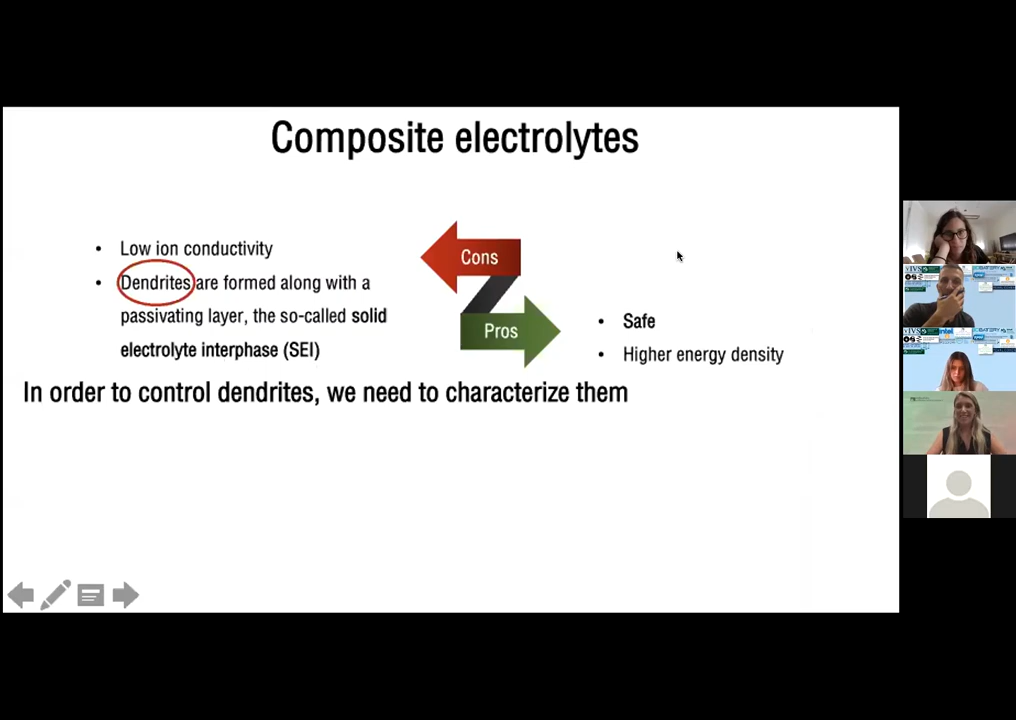 Composite electrolytes
• Low ion conductivity
• Dendrites are formed along with a
passivating layer, the so-called solid
electrolyte interphase (SEI)
Cons
Pros
• Safe
• Higher energy density
In order to control dendrites, we need to characterize them
intel